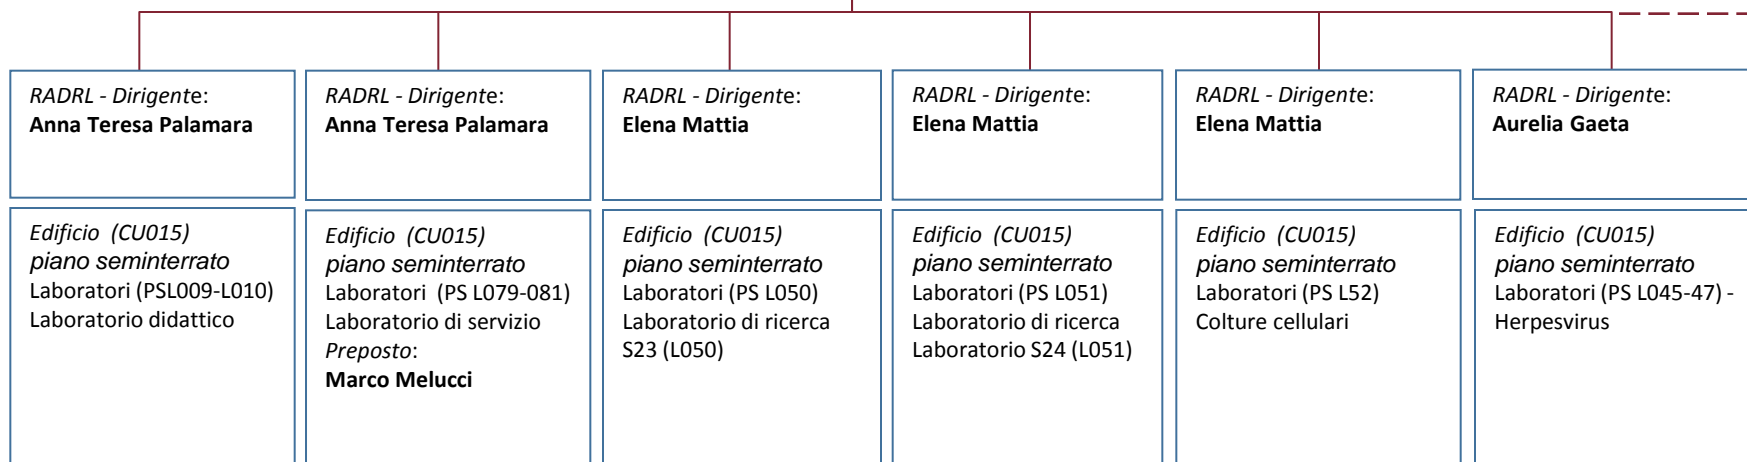 RADRL - Dirigente:
Anna Teresa Palamara
Edificio (CU015)
piano seminterrato
Laboratori (PSL009-L010)
Laboratorio didattico
RADRL - Dirigente:
Anna Teresa Palamara
Edificio (CU015)
piano seminterrato
Laboratori (PS L079-081)
Laboratorio di servizio
Preposto:
Marco Melucci
RADRL - Dirigente:
Elena Mattia
Edificio (CU015)
piano seminterrato
Laboratori (PS L050)
Laboratorio di ricerca
S23 (L050)
RADRL - Dirigente:
Elena Mattia
Edificio (CU015)
piano seminterrato
Laboratori (PS L051)
Laboratorio di ricerca
Laboratorio S24 (L051)
RADRL - Dirigente:
Elena Mattia
Edificio (CU015)
piano seminterrato
Laboratori (PS L52)
Colture cellulari
RADRL - Dirigente:
Aurelia Gaeta
Edificio (CU015)
piano seminterrato
Laboratori (PS L045-47) -
Herpesvirus